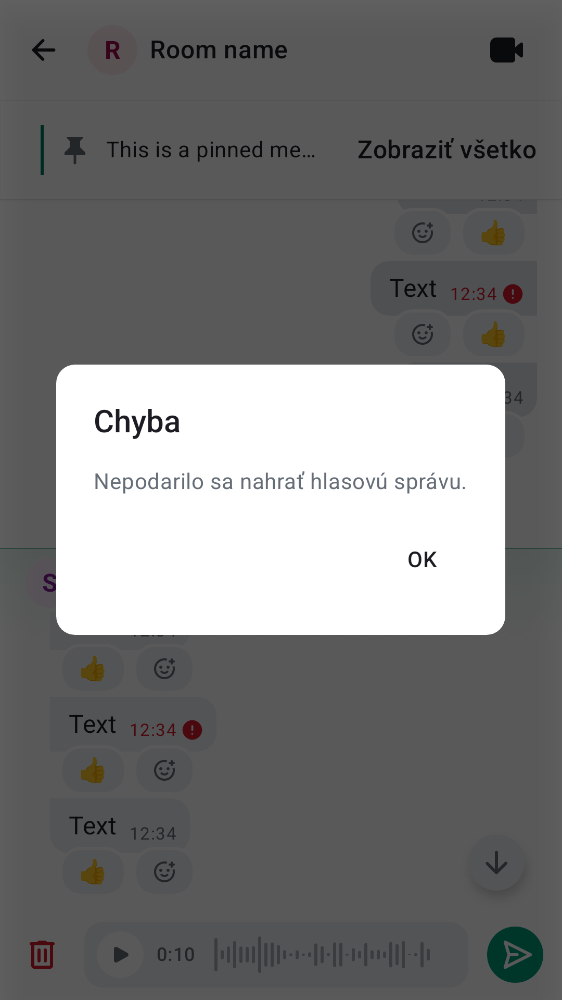 R Room name
This is a pinned me… Zobraziť všetko
Text 12:34
34
Chyba
Nepodarilo sa nahrať hlasovú správu.
OK
S
Text 12:34
Text 12:34
0:10